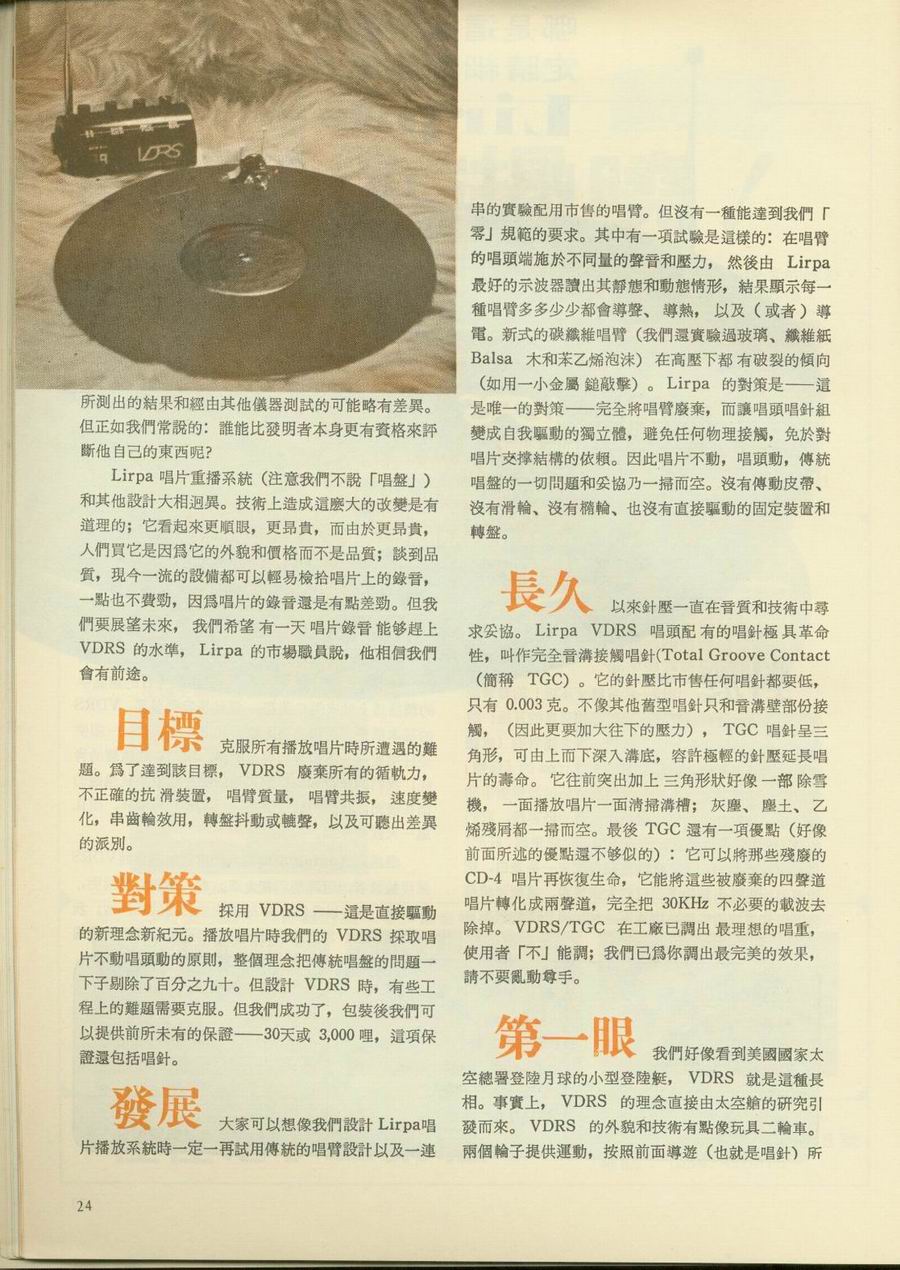 所測出的結果和經由其他儀器測試的可能略有差異。
但正如我們常說的：誰能比發明者本身更有資格來評
斷他自己的東西呢？
Lirpa 唱片重播系統（注意我們不說「唱盤」）
和其他設計大相迥異。技術上造成這麼大的改變是有
道理的；它看起來更順眼，更昂貴，而由於更昂貴，
人們買它是因爲它的外貌和價格而不是品質；談到品
質，現今一流的設備都可以輕易檢拾唱片上的錄音，
一點也不費勁，因爲唱片的錄音還是有點差勁。但我
們要展望未來，我們希望有一天唱片錄音能够趕上
VDRS 的水準，Lirpa 的市場職員說，他相信我們
會有前途。
目標 克服所有播放唱片時所遭遇的難
題。爲了達到該目標，VDRS 廢棄所有的循軌力，
不正確的抗滑裝置，唱臂質量，唱臂共振，速度變
化，串齒輪效用，轉盤抖動或轆聲，以及可聽出差異
的派別。
對策 採用 VDRS ——這是直接驅動
的新理念新紀元。播放唱片時我們的 VDRS 採取唱
片不動唱頭動的原則，整個理念把傳統唱盤的問題一
下子剔除了百分之九十。但設計 VDRS 時，有些工
程上的難題需要克服。但我們成功了，包裝後我們可
以提供前所未有的保證——30天或 3,000 哩，這項保
證還包括唱針。
發展 大家可以想像我們設計 Lirpa唱
片播放系統時一定一再試用傳統的唱臂設計以及一連
串的實驗配用市售的唱臂。但沒有一種能達到我們「
零」規範的要求。其中有一項試驗是這樣的：在唱臂
的唱頭端施於不同量的聲音和壓力，然後由 Lirpa
最好的示波器讀出其靜態和動態情形，結果顯示每一
種唱臂多多少少都會導聲、導熱，以及（或者）導
電。新式的碳纖維唱臂（我們還實驗過玻璃、纖維紙
Balsa 木和苯乙烯泡沫）在高壓下都有破裂的傾向
（如用一小金屬鎚敲擊）。Lirpa 的對策是——這
是唯一的對策——完全將唱臂廢棄，而讓唱頭唱針組
變成自我驅動的獨立體，避免任何物理接觸，免於對
唱片支撐結構的依賴。因此唱片不動，唱頭動，傳統
唱盤的一切問題和妥協乃一掃而空。沒有傳動皮帶、
沒有滑輪、沒有橢輪、也沒有直接驅動的固定裝置和
轉盤。
長久 以來針壓一直在音質和技術中尋
求妥協。Lirpa VDRS 唱頭配有的唱針極具革命
性，叫作完全音溝接觸唱針(Total Groove Contact
（簡稱 TGC）。它的針壓比市售任何唱針都要低，
只有 0.003 克。不像其他舊型唱針只和音溝壁部份接
觸，（因此更要加大往下的壓力），TGC 唱針呈三
角形，可由上而下深入溝底，容許極輕的針壓延長唱
片的壽命。它往前突出加上三角形狀好像一部除雪
機，一面播放唱片一面清掃溝槽；灰塵、塵土、乙
烯殘屑都一掃而空。最後 TGC 還有一項優點（好像
前面所述的優點還不够似的）：它可以將那些殘廢的
CD-4 唱片再恢復生命，它能將這些被廢棄的四聲道
唱片轉化成兩聲道，完全把 30KHz 不必要的載波去
除掉。VDRS/TGC 在工廠已調出最理想的唱重，
使用者「不」能調；我們已爲你調出最完美的效果，
請不要亂動尊手。
第一眼 我們好像看到美國國家太
空總署登陸月球的小型登陸艇，VDRS 就是這種長
相。事實上，VDRS 的理念直接由太空艙的研究引
發而來。VDRS 的外貌和技術有點像玩具二輪車。
兩個輪子提供運動，按照前面導遊（也就是唱針）所
24